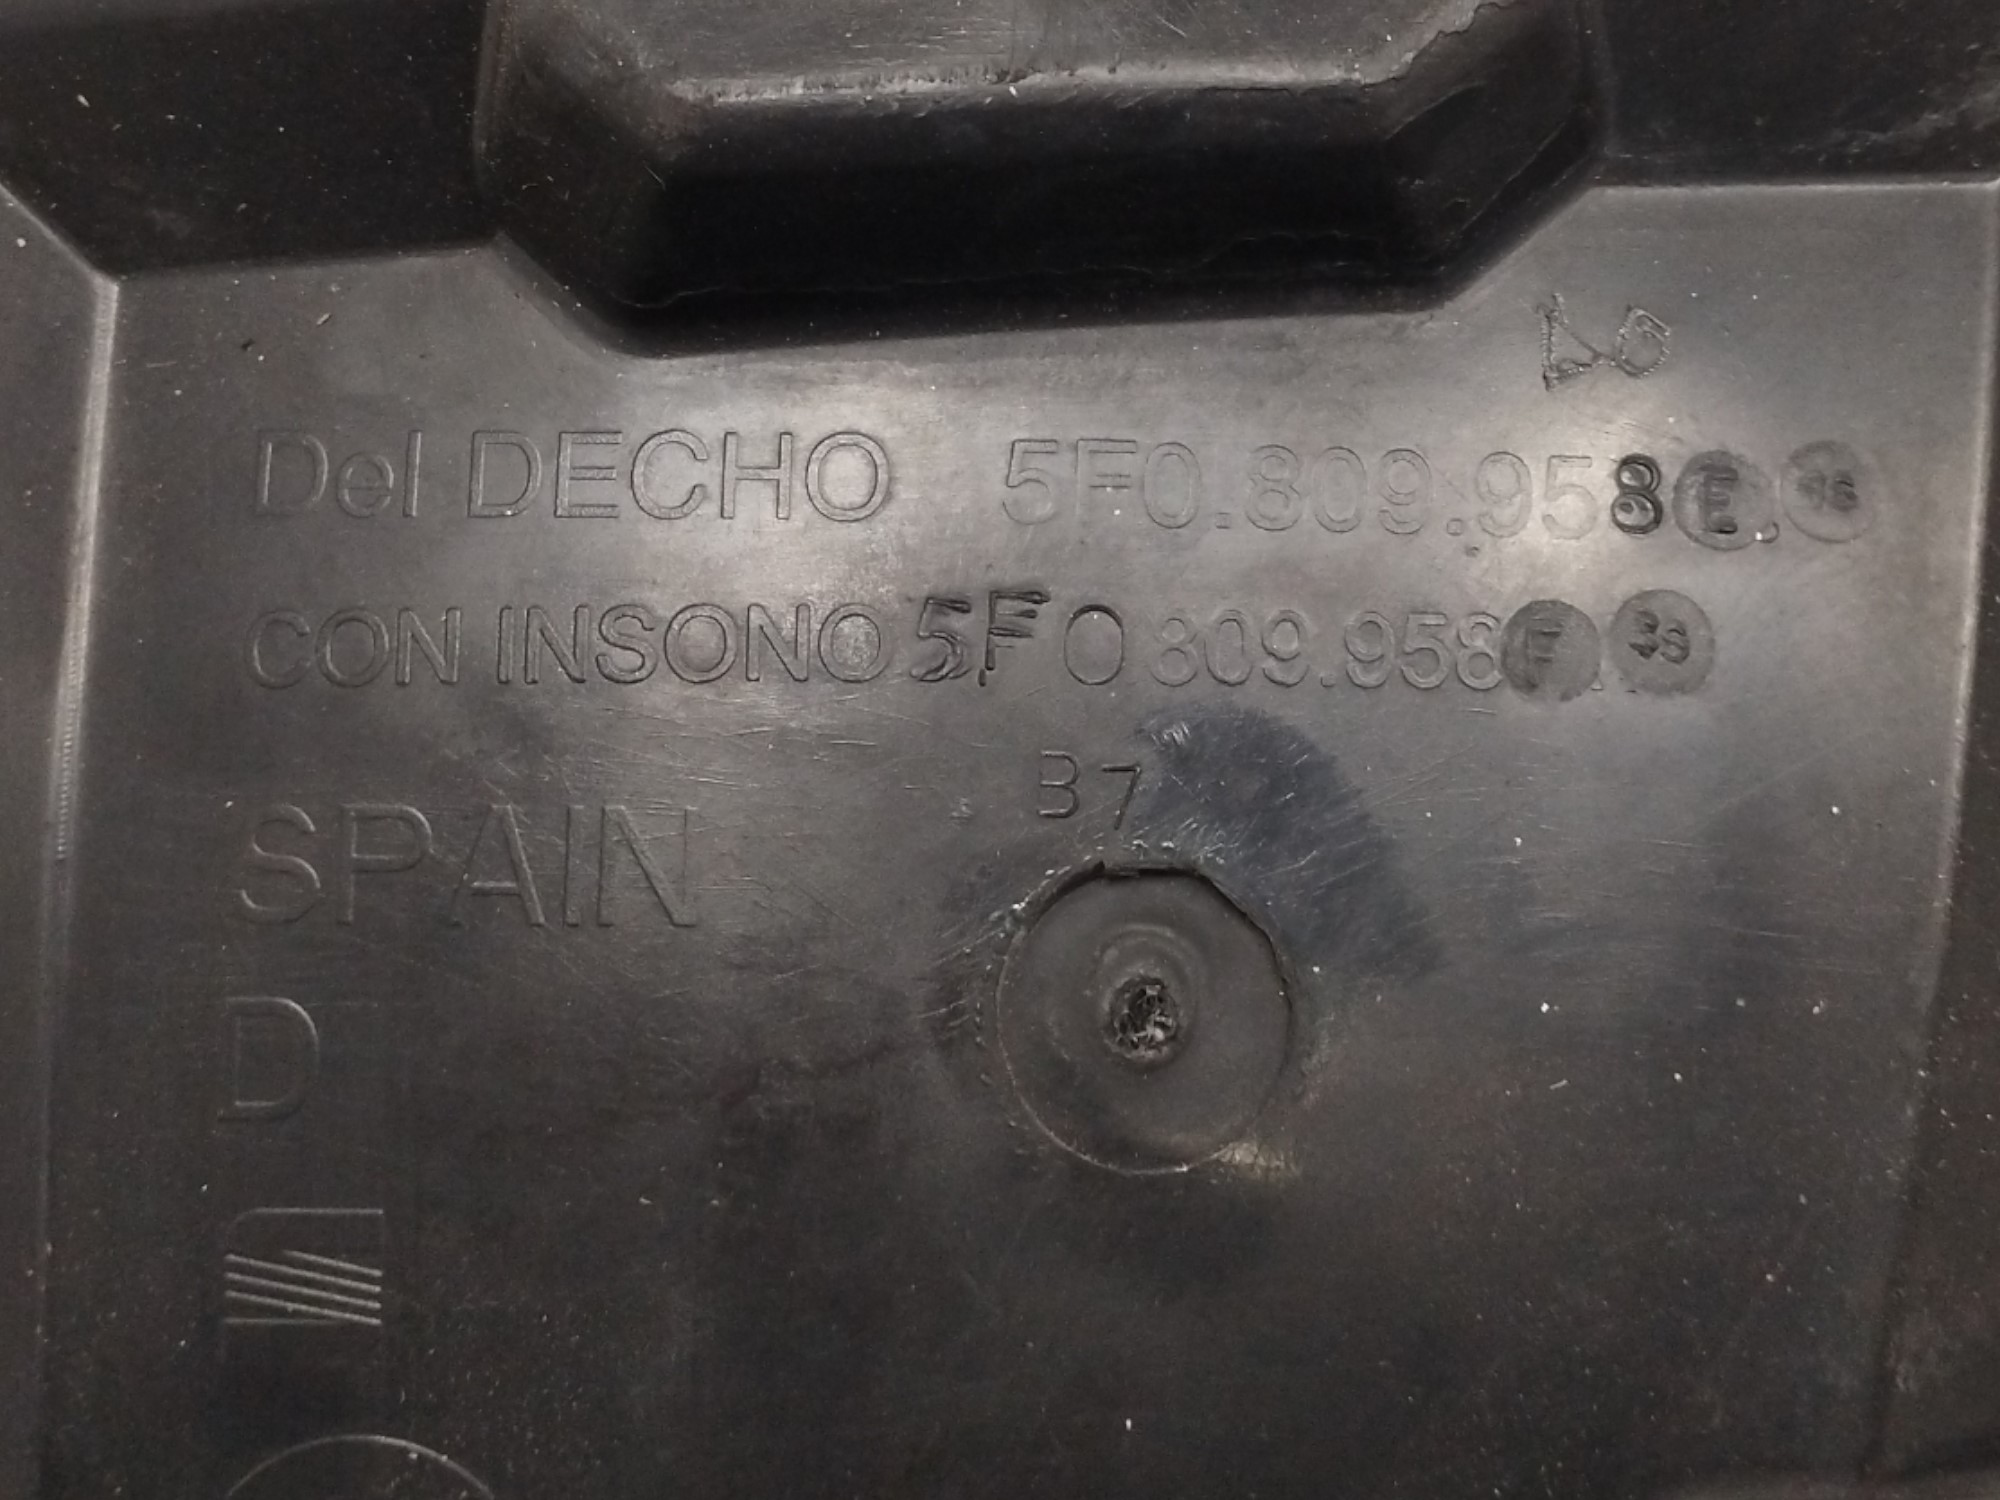 Del DECHO 5F0.809.958 E
CON INSONO 5F0 809.958 F
B7
SPAIN
D